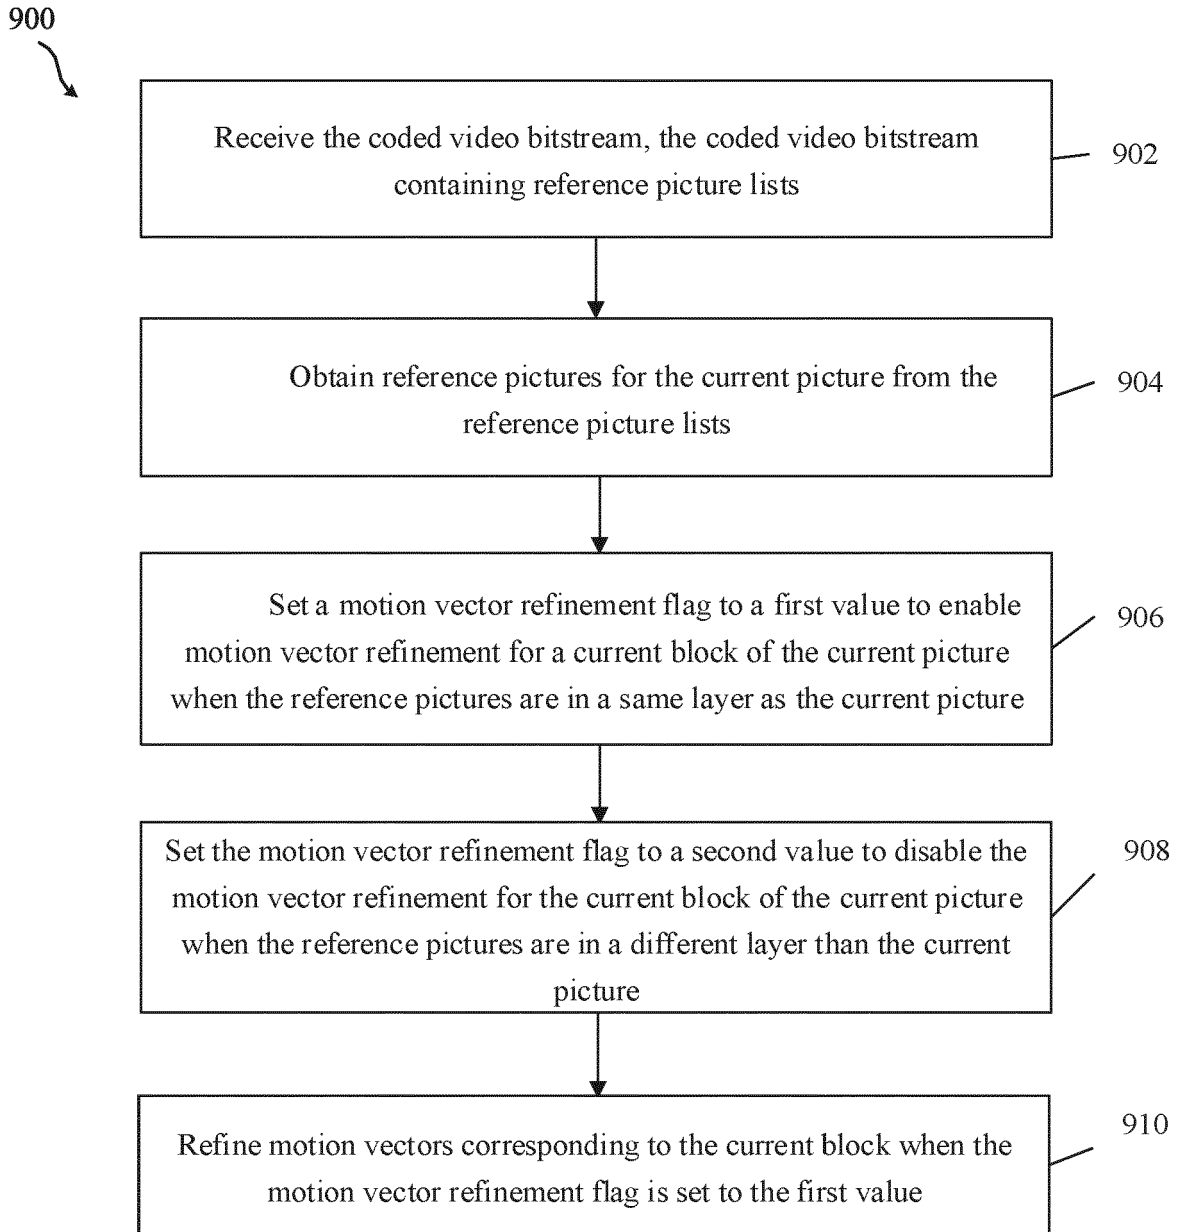 900
Receive the coded video bitstream, the coded video bitstream
containing reference picture lists
902
Obtain reference pictures for the current picture from the
reference picture lists
904
Set a motion vector refinement flag to a first value to enable
motion vector refinement for a current block of the current picture
when the reference pictures are in a same layer as the current picture
906
Set the motion vector refinement flag to a second value to disable the
motion vector refinement for the current block of the current picture
when the reference pictures are in a different layer than the current
picture
908
Refine motion vectors corresponding to the current block when the
motion vector refinement flag is set to the first value
910